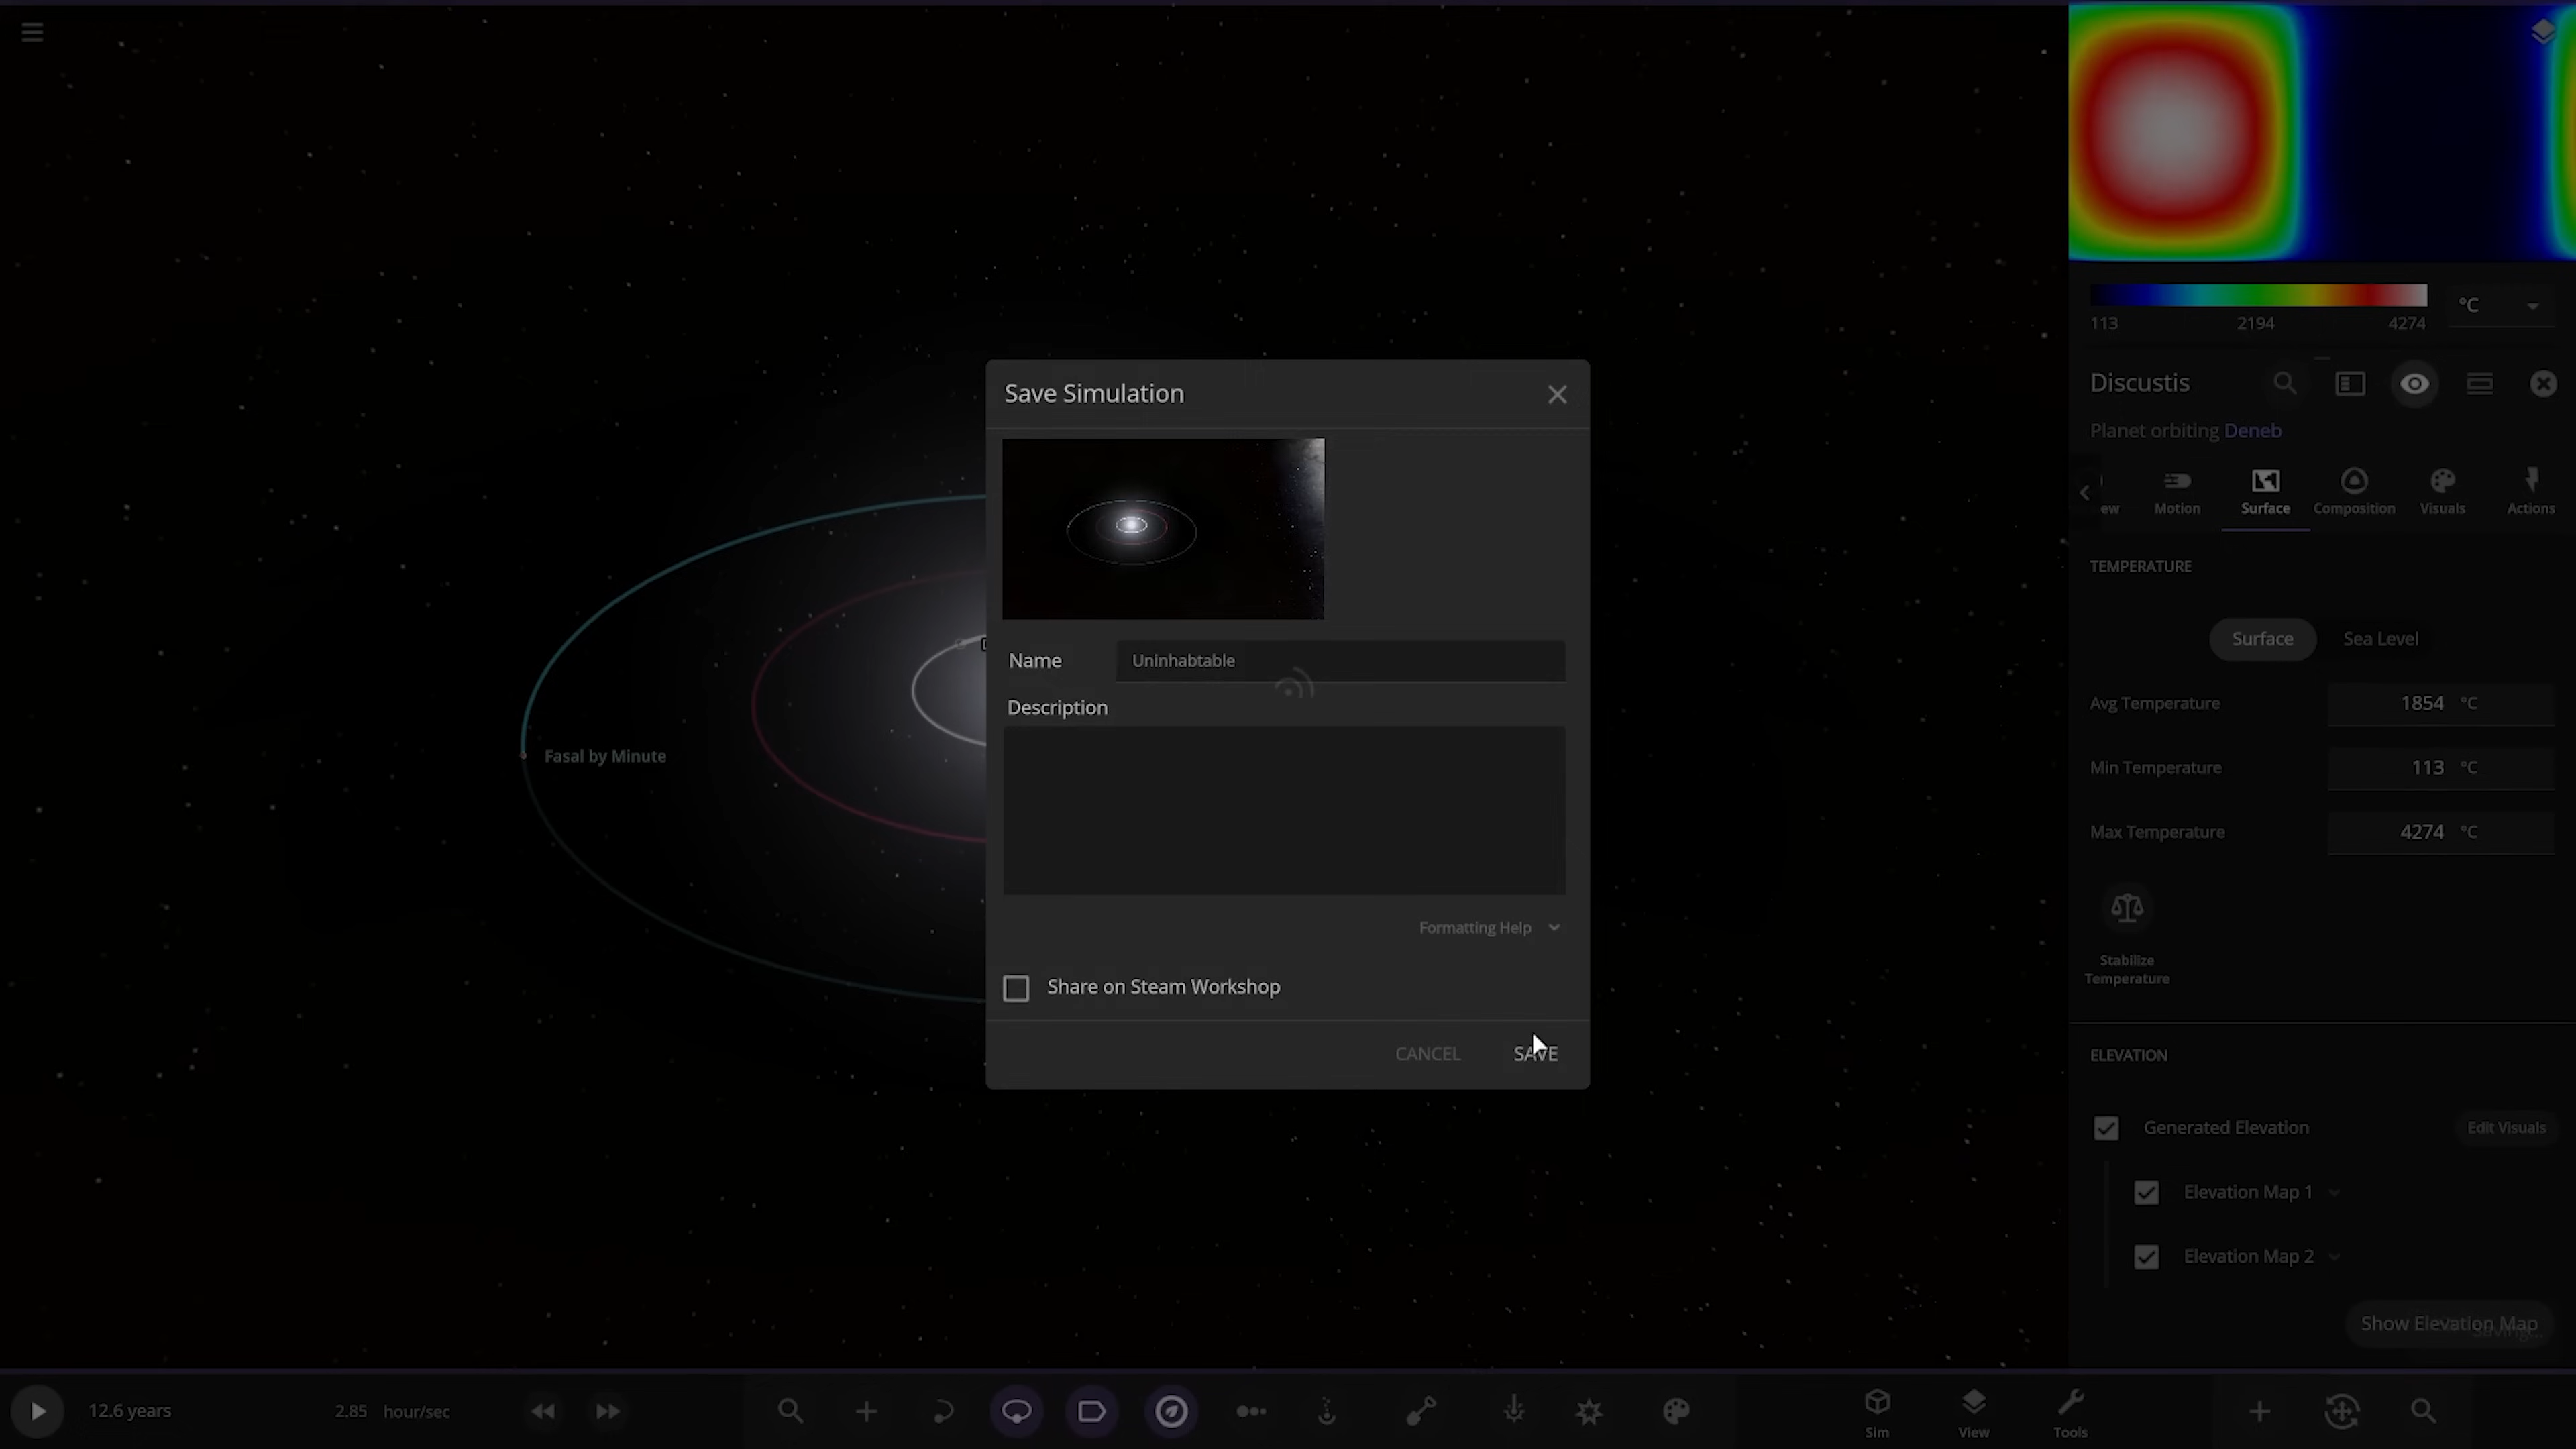 113 2194 4274 °C
Discustis
Planet orbiting Deneb
ew Motion Surface Composition Visuals Actions
TEMPERATURE
Surface Sea Level
Avg Temperature 1854 °C
Min Temperature 113 °C
Max Temperature 4274 °C
Stabilize
Temperature
ELEVATION
Generated Elevation Edit Visuals
Elevation Map 1
Elevation Map 2
Show Elevation Map
Saving...
Save Simulation
Name Uninhabtable
Description
Formatting Help
Share on Steam Workshop
CANCEL SAVE
Fasal by Minute
12.6 years 2.85 hour/sec
Sim View Tools